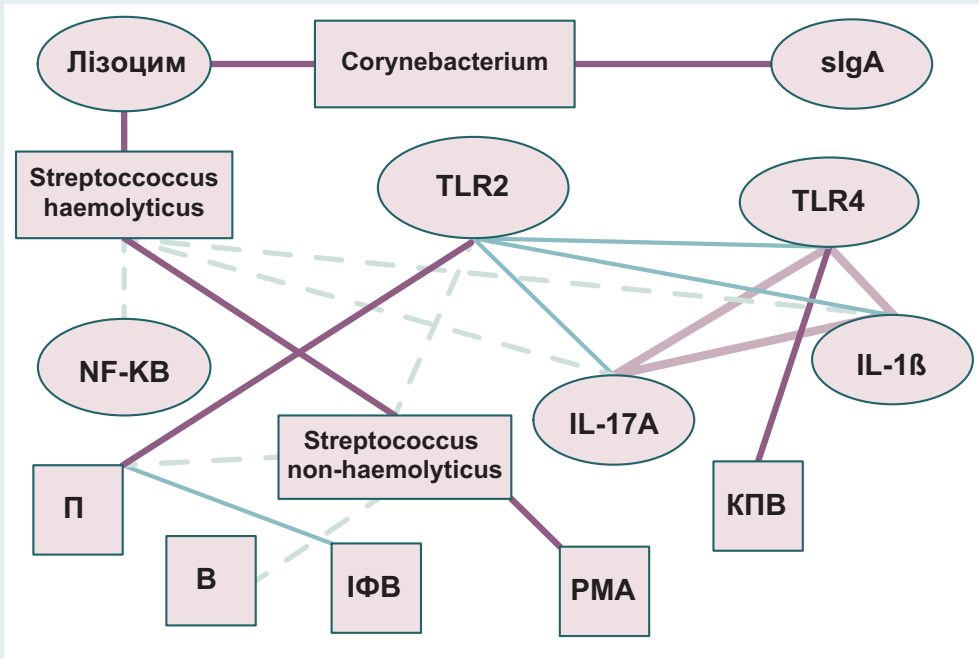 Лізоцим
Corynebacterium
sIgA
Streptoccoccus
haemolyticus
TLR2
TLR4
NF-KB
IL-17A
IL-1ß
Streptococcus
non-haemolyticus
П
КПВ
В
ІФВ
РМА